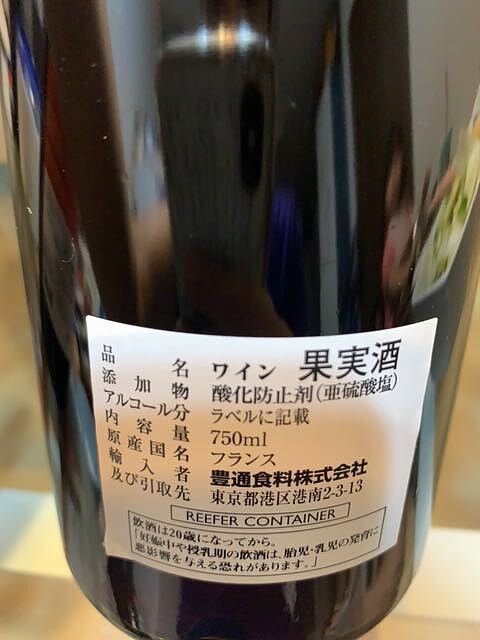 品名 ワイン 果実酒
添加物 酸化防止剤(亜硫酸塩)
アルコール分 ラベルに記載
内容量 750ml
原産国名 フランス
輸入者 豊通食料株式会社
及び引取先 東京都港区港南2-3-13
REEFER CONTAINER
飲酒は20歳になってから。
「妊娠中や授乳期の飲酒は、胎児・乳児の発育に
悪影響を与える恐れがあります。」